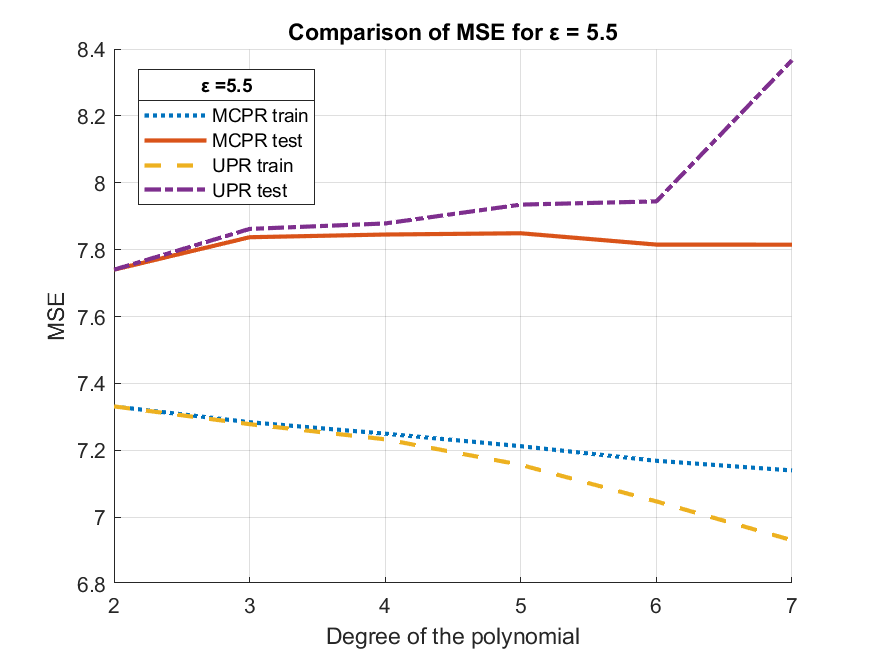 Comparison of MSE for ε = 5.5
8.4
8.2
8
7.8
7.6
7.4
7.2
7
6.8
MSE
ε =5.5
MCPR train
MCPR test
UPR train
UPR test
2 3 4 5 6 7
Degree of the polynomial